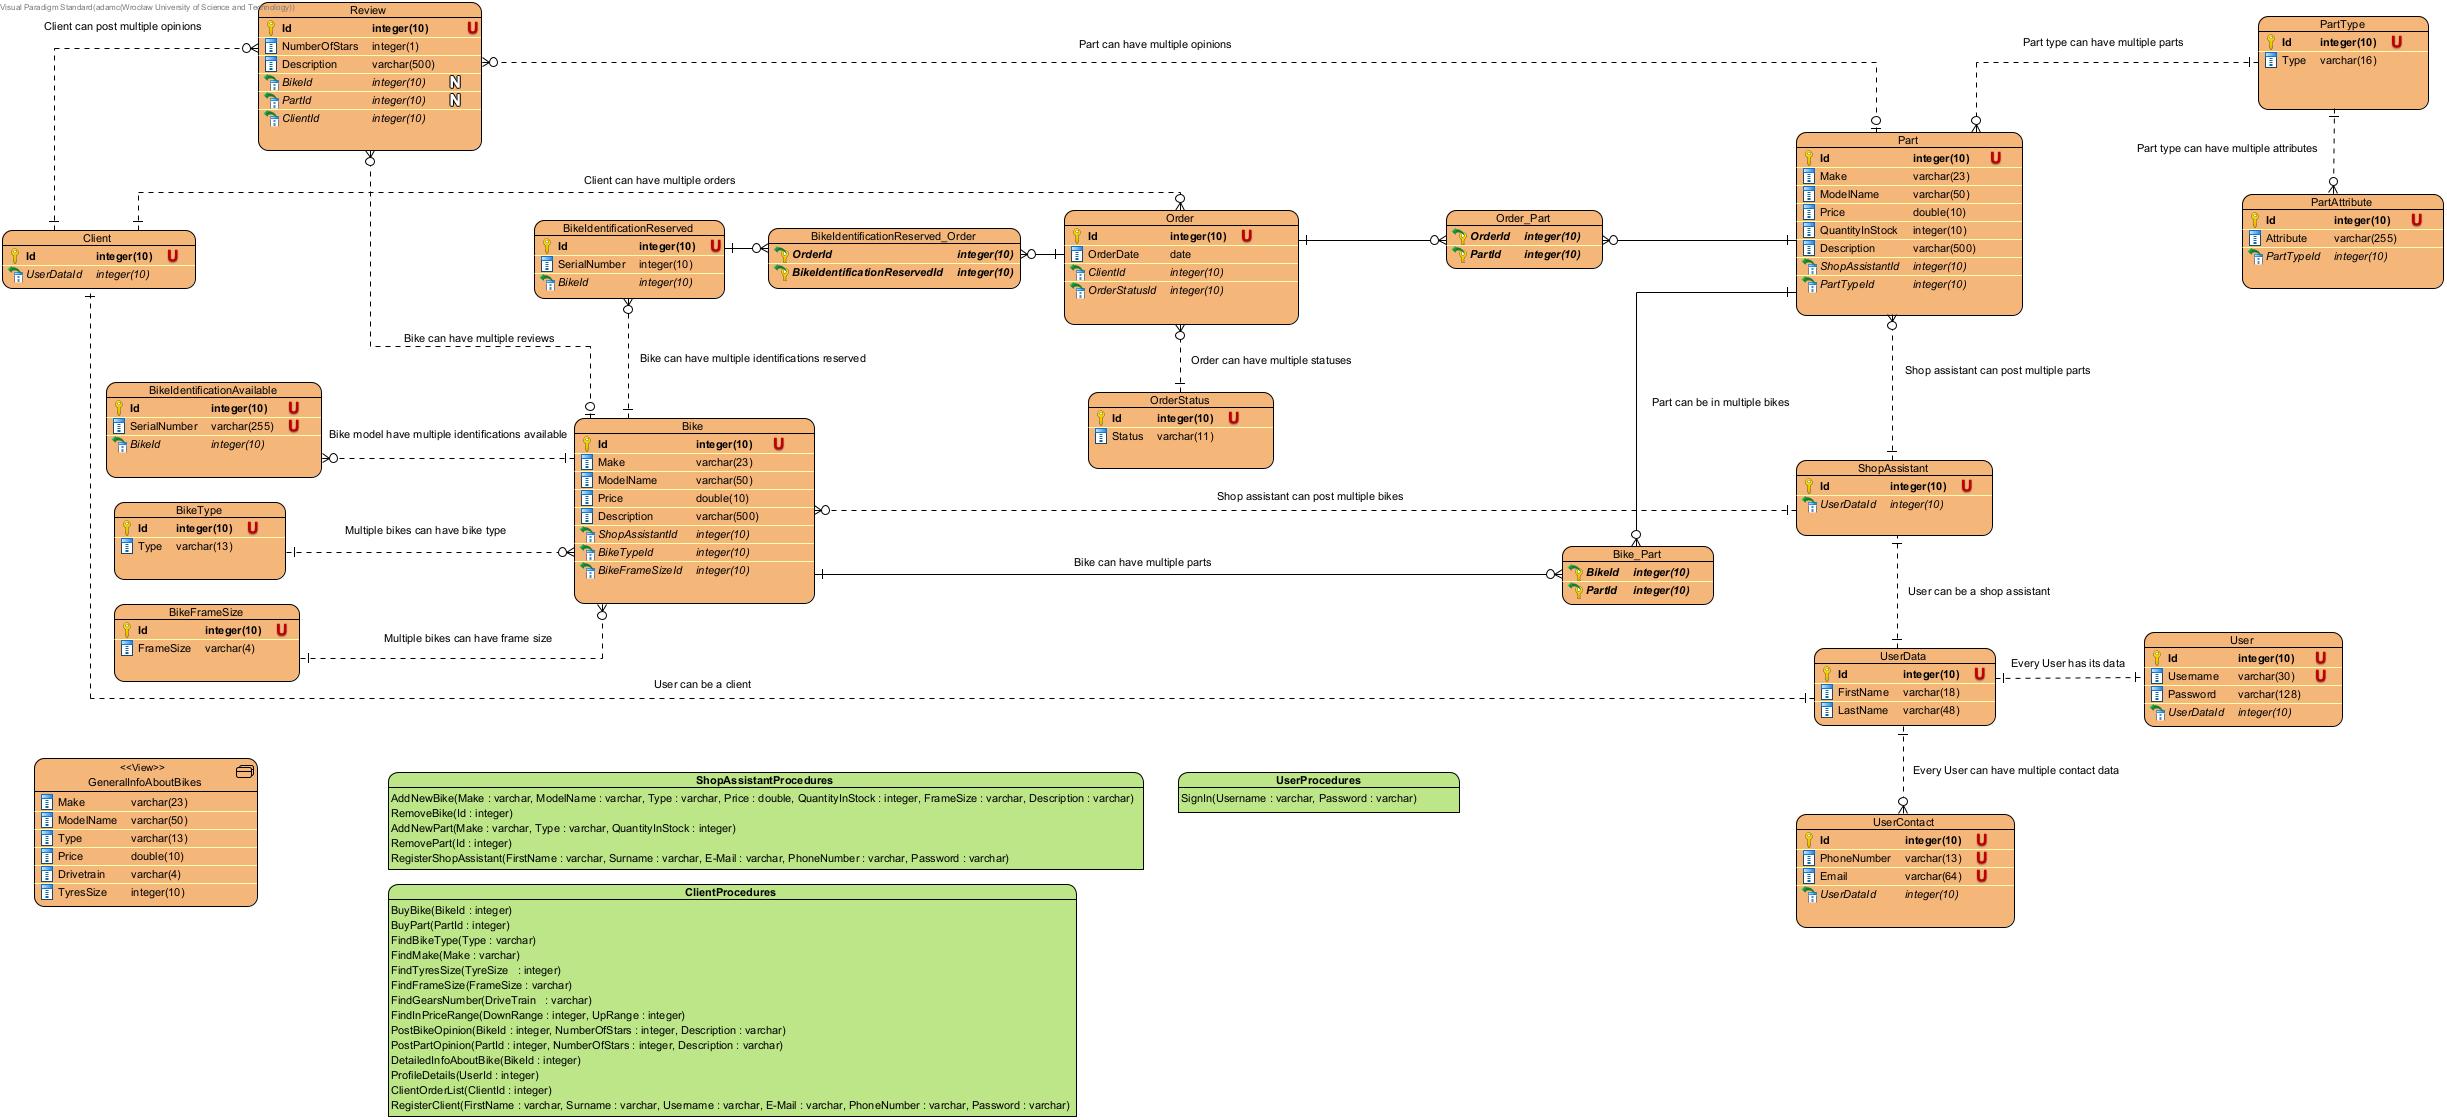 Visual Paradigm Standard(adamc(Wroclaw University of Science and Technology))
Client can post multiple opinions
Review
Id integer(10) U
NumberOfStars integer(1)
Description varchar(500)
BikeId integer(10) N
PartId integer(10) N
ClientId integer(10)
Part can have multiple opinions
Part type can have multiple parts
PartType
Id integer(10) U
Type varchar(16)
Part type can have multiple attributes
PartAttribute
Id integer(10) U
Attribute varchar(255)
PartTypeId integer(10)
Part
Id integer(10) U
Make varchar(23)
ModelName varchar(50)
Price double(10)
QuantityInStock integer(10)
Description varchar(500)
ShopAssistantId integer(10)
PartTypeId integer(10)
Client can have multiple orders
Client
Id integer(10) U
UserDataId integer(10)
BikeIdentificationReserved
Id integer(10) U
SerialNumber integer(10)
BikeId integer(10)
BikeIdentificationReserved_Order
OrderId integer(10)
BikeIdentificationReservedId integer(10)
Order
Id integer(10) U
OrderDate date
ClientId integer(10)
OrderStatusId integer(10)
Order_Part
OrderId integer(10)
PartId integer(10)
Bike can have multiple reviews
Bike can have multiple identifications reserved
Order can have multiple statuses
Shop assistant can post multiple parts
Part can be in multiple bikes
OrderStatus
Id integer(10) U
Status varchar(11)
BikeIdentificationAvailable
Id integer(10) U
SerialNumber varchar(255) U
BikeId integer(10)
Bike model have multiple identifications available
Bike
Id integer(10) U
Make varchar(23)
ModelName varchar(50)
Price double(10)
Description varchar(500)
ShopAssistantId integer(10)
BikeTypeId integer(10)
BikeFrameSizeId integer(10)
Shop assistant can post multiple bikes
ShopAssistant
Id integer(10) U
UserDataId integer(10)
BikeType
Id integer(10) U
Type varchar(13)
Multiple bikes can have bike type
Bike can have multiple parts
Bike_Part
BikeId integer(10)
PartId integer(10)
User can be a shop assistant
BikeFrameSize
Id integer(10) U
FrameSize varchar(4)
Multiple bikes can have frame size
User can be a client
UserData
Id integer(10) U
FirstName varchar(18)
LastName varchar(48)
Every User has its data
User
Id integer(10) U
Username varchar(30) U
Password varchar(128)
UserDataId integer(10)
Every User can have multiple contact data
UserContact
Id integer(10) U
PhoneNumber varchar(13) U
Email varchar(64) U
UserDataId integer(10)
<<View>>
GeneralInfoAboutBikes
Make varchar(23)
ModelName varchar(50)
Type varchar(13)
Price double(10)
Drivetrain varchar(4)
TyresSize integer(10)
ShopAssistantProcedures
AddNewBike(Make : varchar, ModelName : varchar, Type : varchar, Price : double, QuantityInStock : integer, FrameSize : varchar, Description : varchar)
RemoveBike(Id : integer)
AddNewPart(Make : varchar, Type : varchar, QuantityInStock : integer)
RemovePart(Id : integer)
RegisterShopAssistant(FirstName : varchar, Surname : varchar, E-Mail : varchar, PhoneNumber : varchar, Password : varchar)
UserProcedures
SignIn(Username : varchar, Password : varchar)
ClientProcedures
BuyBike(BikeId : integer)
BuyPart(PartId : integer)
FindBikeType(Type : varchar)
FindMake(Make : varchar)
FindTyresSize(TyreSize : integer)
FindFrameSize(FrameSize : varchar)
FindGearsNumber(DriveTrain : varchar)
FindInPriceRange(DownRange : integer, UpRange : integer)
PostBikeOpinion(BikeId : integer, NumberOfStars : integer, Description : varchar)
PostPartOpinion(PartId : integer, NumberOfStars : integer, Description : varchar)
DetailedInfoAboutBike(BikeId : integer)
ProfileDetails(UserId : integer)
ClientOrderList(ClientId : integer)
RegisterClient(FirstName : varchar, Surname : varchar, Username : varchar, E-Mail : varchar, PhoneNumber : varchar, Password : varchar)